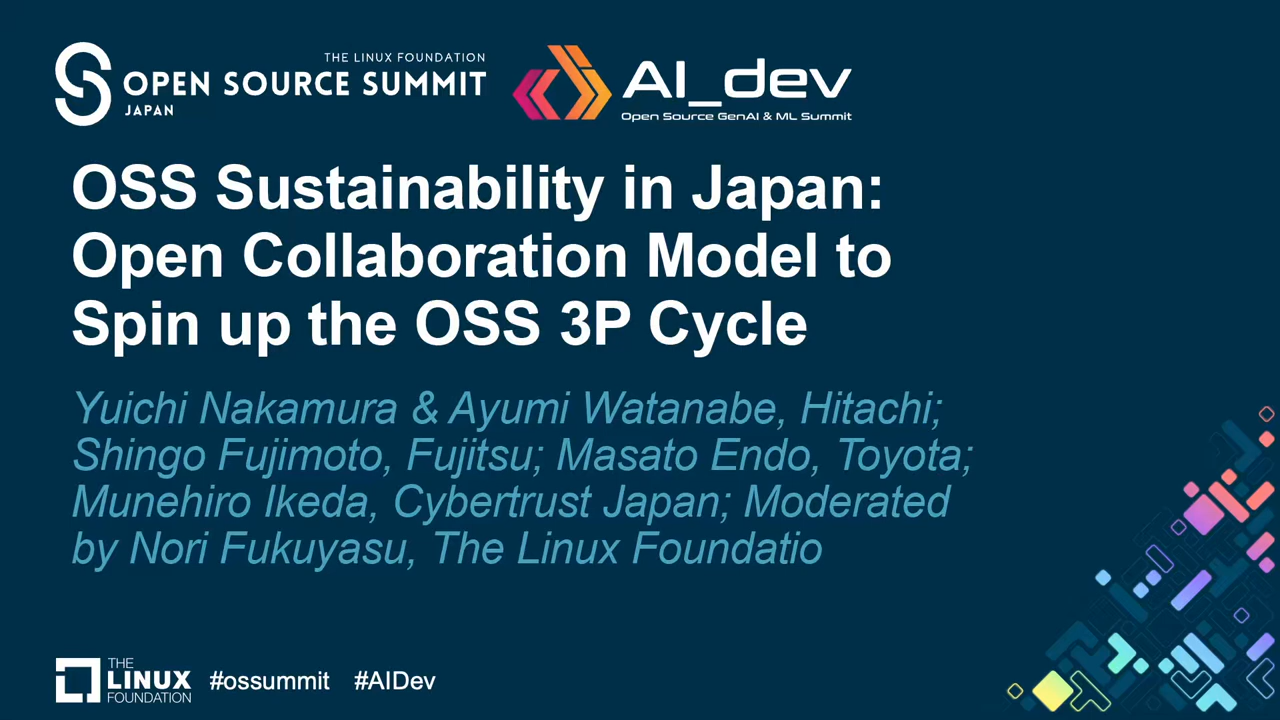 THE LINUX FOUNDATION
OPEN SOURCE SUMMIT
JAPAN
AI_dev
Open Source GenAI & ML Summit
OSS Sustainability in Japan:
Open Collaboration Model to
Spin up the OSS 3P Cycle
Yuichi Nakamura & Ayumi Watanabe, Hitachi;
Shingo Fujimoto, Fujitsu; Masato Endo, Toyota;
Munehiro Ikeda, Cybertrust Japan; Moderated
by Nori Fukuyasu, The Linux Foundatio
THE
LINUX
FOUNDATION
#ossummit #AIDev